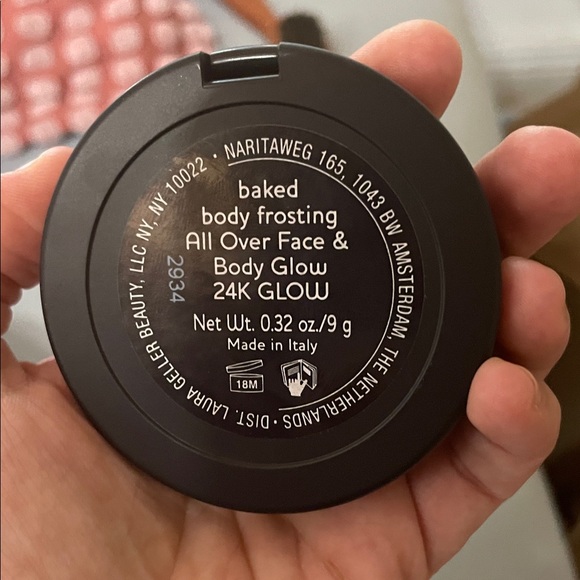 baked
body frosting
All Over Face &
Body Glow
24K GLOW
Net Wt. 0.32 oz./9 g
Made in Italy
18M
2934
DIST. LAURA GELLER BEAUTY, LLC NY, NY 10022 • NARITAWEG 165, 1043 BW AMSTERDAM, THE NETHERLANDS •